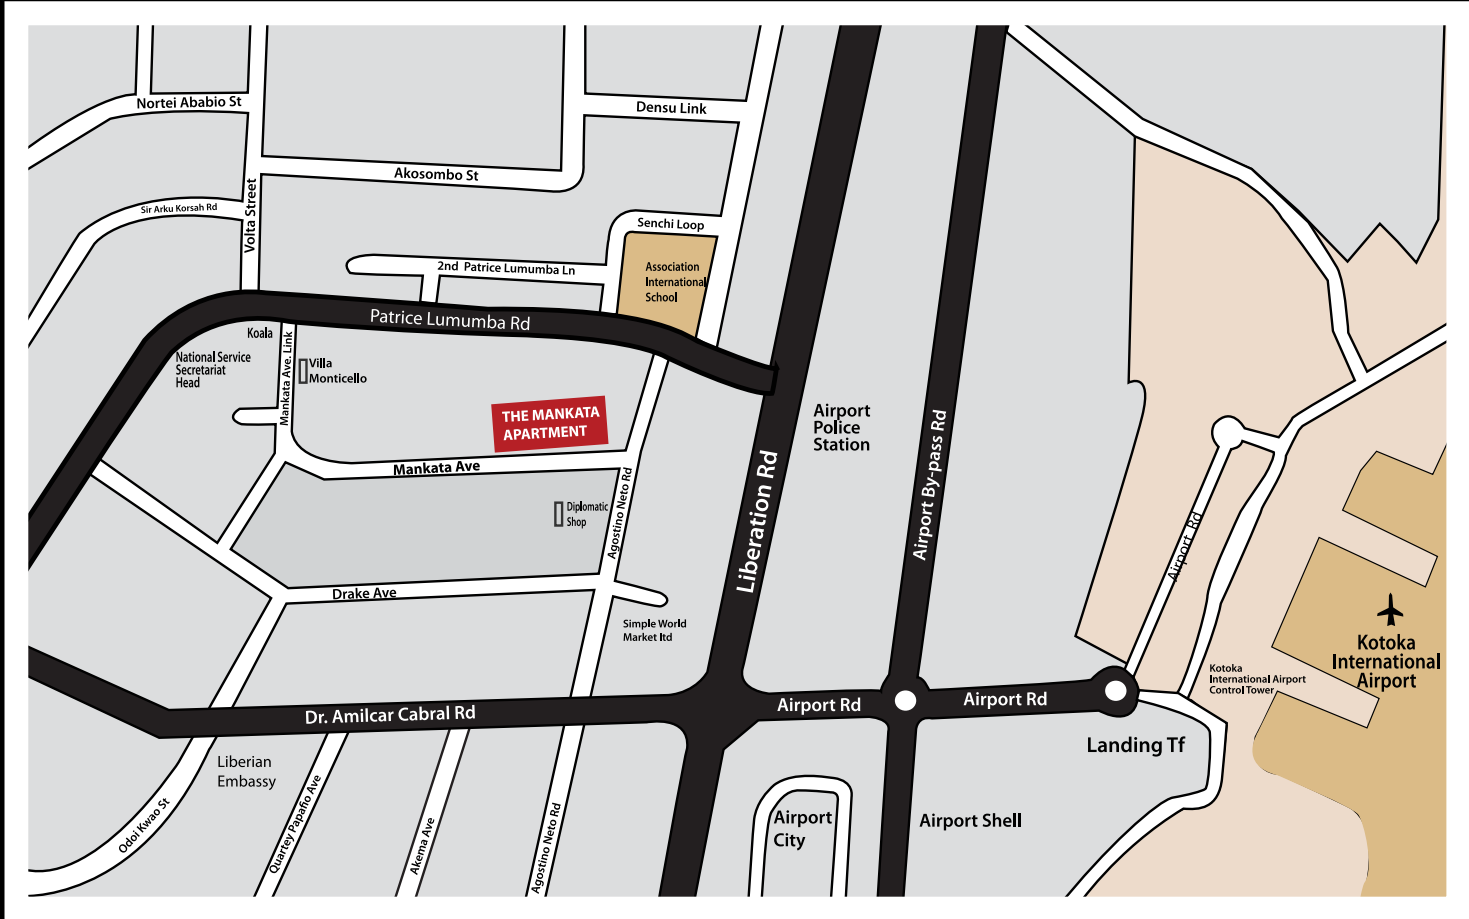 Nortei Ababio St
Densu Link
Akosombo St
Sir Arku Korsah Rd
Volta Street
Senchi Loop
2nd Patrice Lumumba Ln
Association
International
School
Patrice Lumumba Rd
Koala
National Service
Secretariat
Head
Mankata Ave. Link
Villa
Monticello
THE MANKATA
APARTMENT
Airport
Police
Station
Mankata Ave
Liberation Rd
Airport By-pass Rd
Agostino Neto Rd
Diplomatic
Shop
Airport Rd
Drake Ave
Simple World
Market ltd
Kotoka
International
Airport
Kotoka
International Airport
Control Tower
Dr. Amilcar Cabral Rd
Airport Rd
Airport Rd
Landing Tf
Liberian
Embassy
Odoi Kwao St
Quartey Papafio Ave
Akema Ave
Agostino Neto Rd
Airport
City
Airport Shell